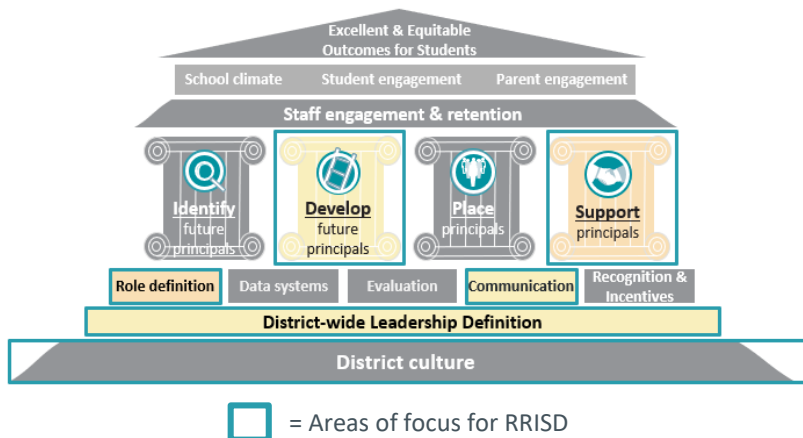 Excellent & Equitable
Outcomes for Students
School climate Student engagement Parent engagement
Staff engagement & retention
Identify
future
principals
Develop
future
principals
Place
principals
Support
principals
Role definition
Data systems
Evaluation
Communication
Recognition &
Incentives
District-wide Leadership Definition
District culture
= Areas of focus for RRISD